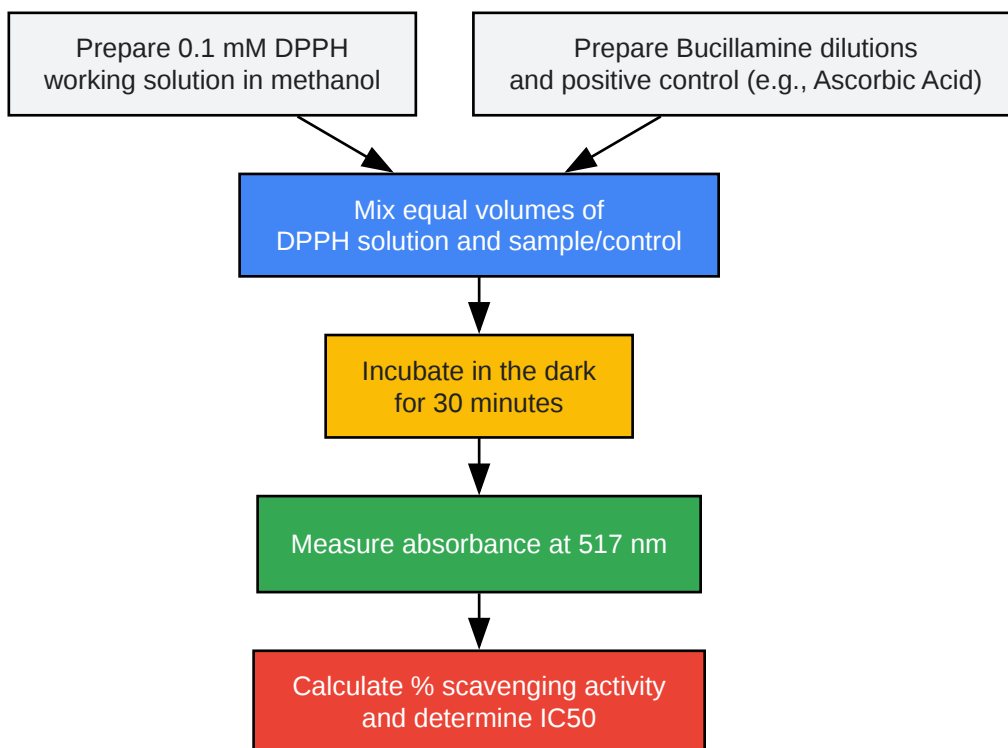 Prepare 0.1 mM DPPH
working solution in methanol
Prepare Bucillamine dilutions
and positive control (e.g., Ascorbic Acid)
Mix equal volumes of
DPPH solution and sample/control
Incubate in the dark
for 30 minutes
Measure absorbance at 517 nm
Calculate % scavenging activity
and determine IC50